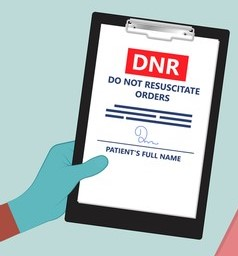 DNR
DO NOT RESUSCITATE
ORDERS
PATIENT'S FULL NAME